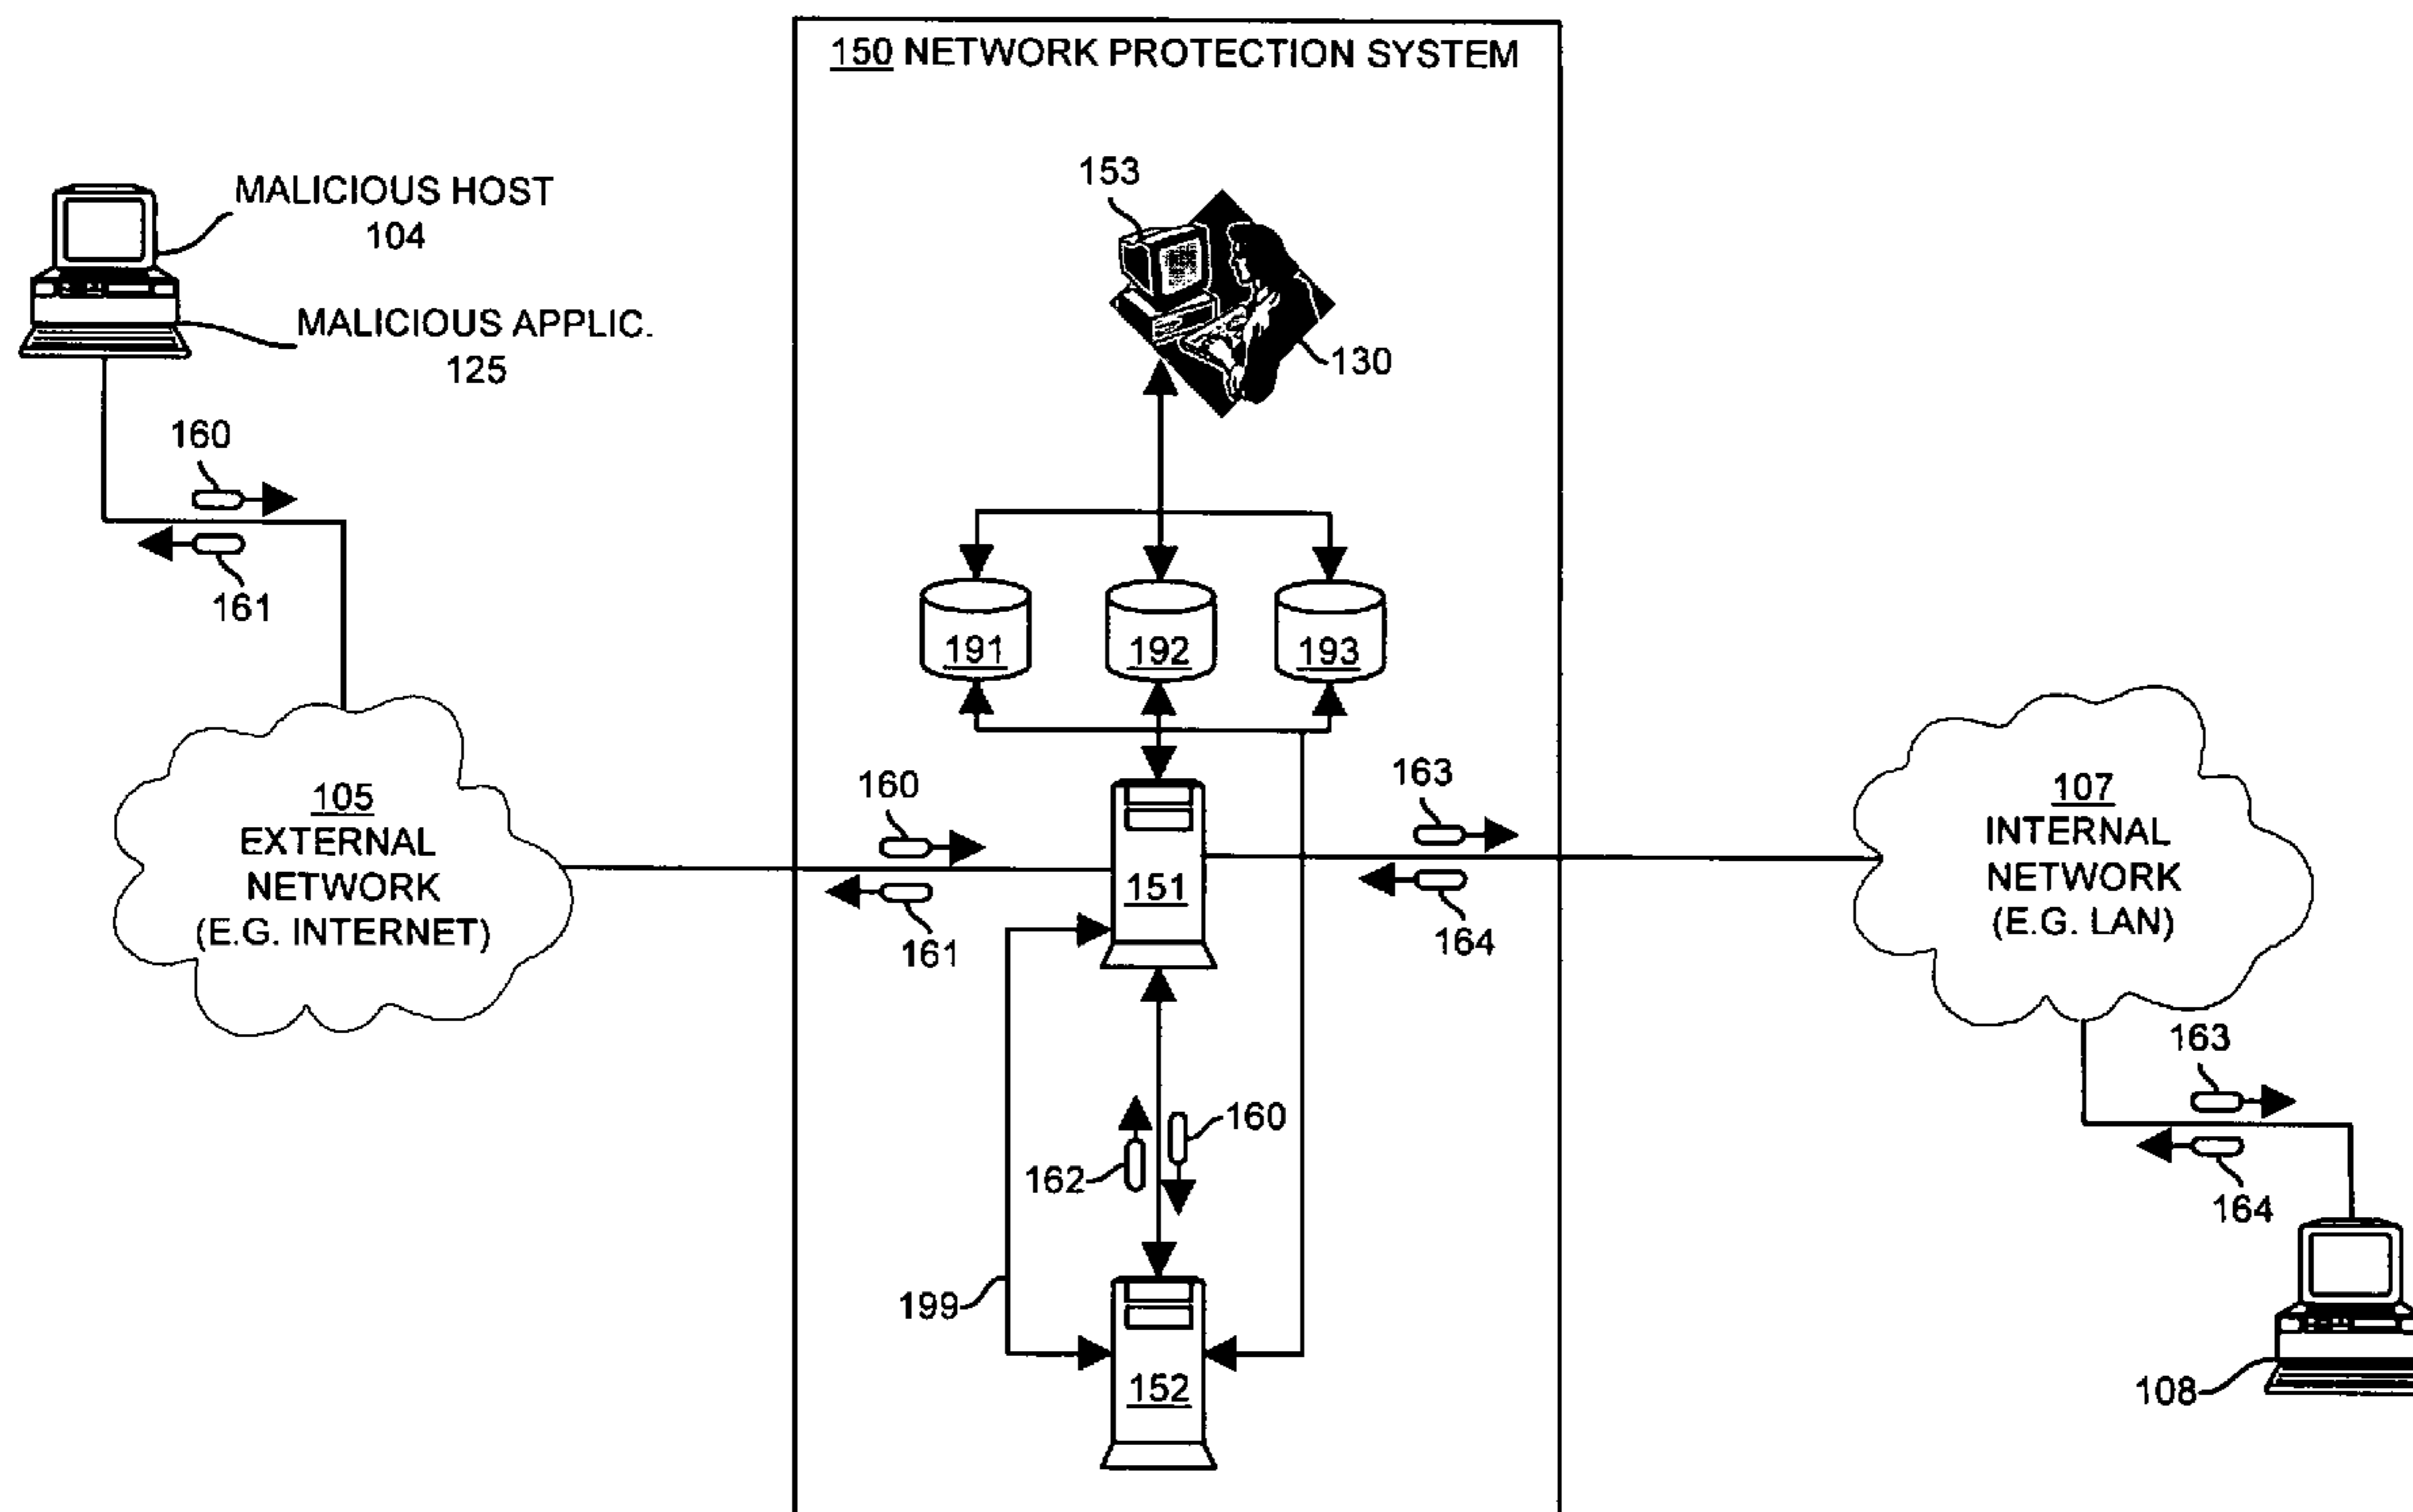 150 NETWORK PROTECTION SYSTEM
153
130
MALICIOUS HOST
104
MALICIOUS APPLIC.
125
160
161
191
192
193
105
EXTERNAL
NETWORK
(E.G. INTERNET)
160
161
151
163
164
107
INTERNAL
NETWORK
(E.G. LAN)
162
160
199
152
163
164
108